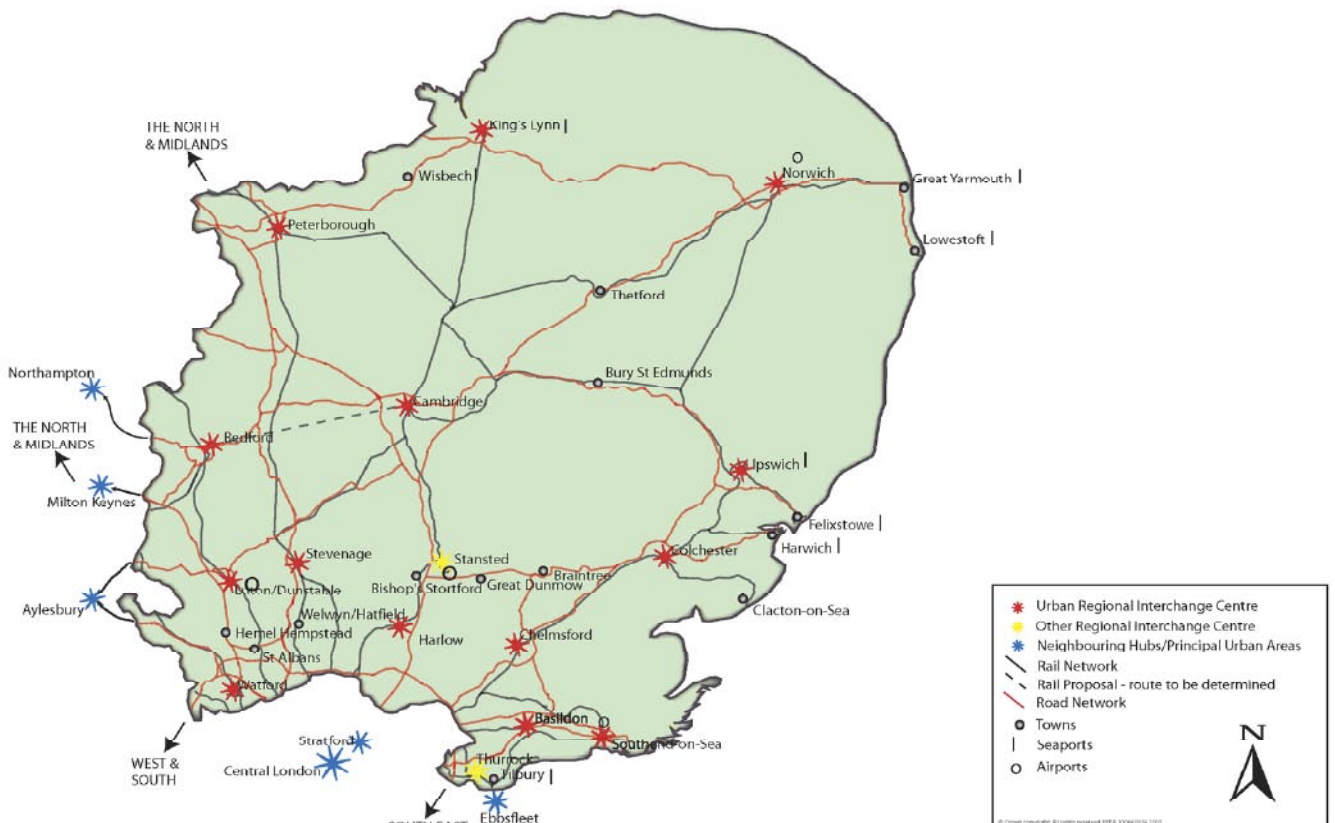 THE NORTH
& MIDLANDS
King's Lynn |
Wisbech |
Norwich
Great Yarmouth |
Peterborough
Lowestoft |
Thetford
Northampton
Bury St Edmunds
Cambridge
THE NORTH
& MIDLANDS
Bedford
Ipswich |
Milton Keynes
Felixstowe |
Harwich |
Stevenage
Stansted
Colchester
Luton/Dunstable
Bishop's Stortford
Great Dunmow
Braintree
Aylesbury
Clacton-on-Sea
Welwyn/Hatfield
Hemel Hempstead
Harlow
Chelmsford
St Albans
Watford
Basildon
Stratford
Southend-on-Sea
WEST &
SOUTH
Central London
Thurrock
Tilbury |
SOUTH EAST
Ebbsfleet
Urban Regional Interchange Centre
Other Regional Interchange Centre
Neighbouring Hubs/Principal Urban Areas
Rail Network
Rail Proposal - route to be determined
Road Network
Towns
Seaports
Airports
N